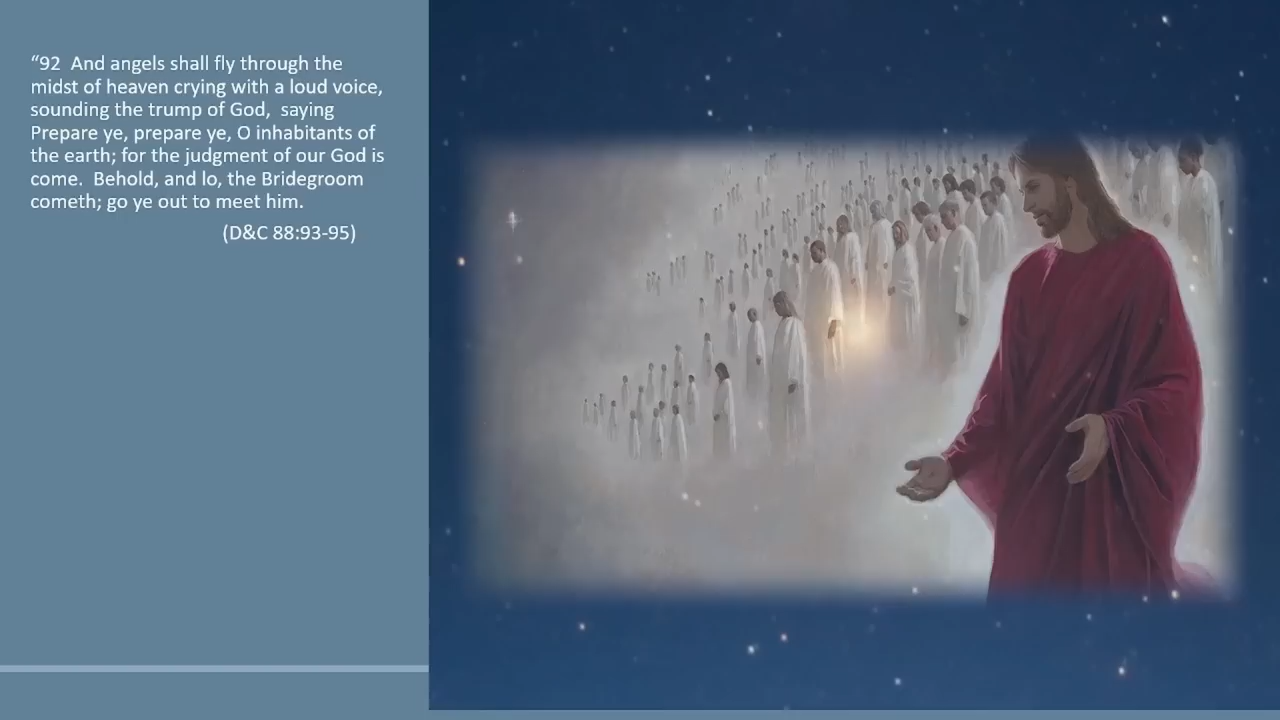 “92  And angels shall fly through the
midst of heaven crying with a loud voice,
sounding the trump of God,  saying
Prepare ye, prepare ye, O inhabitants of
the earth; for the judgment of our God is
come.  Behold, and lo, the Bridegroom
cometh; go ye out to meet him.
(D&C 88:93-95)